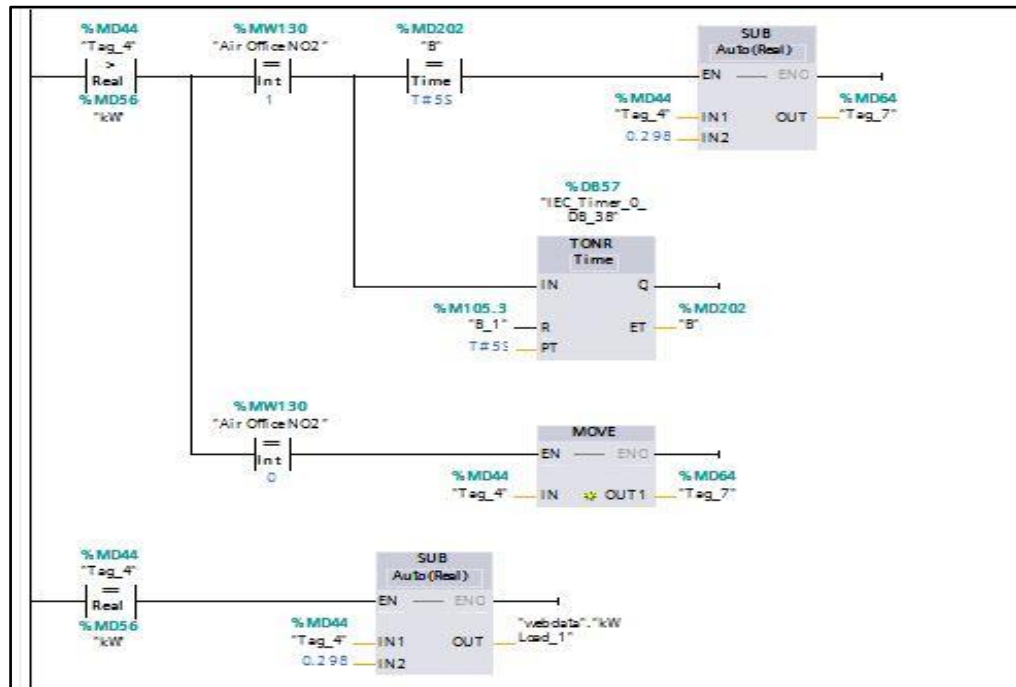 %MD44
"Tag_4"
>
Real
%MD56
"kW"
%MW130
"Air Office NO2"
==
Int
1
%MD202
"B"
==
Time
T#5S
SUB
Auto (Real)
EN
ENO
%MD44
"Tag_4"
IN1
0.298
IN2
OUT
%MD64
"Tag_7"
%DB57
"IEC_Timer_0_
DB_38"
TONR
Time
IN
Q
%M105.3
"B_1"
R
T#5S
PT
ET
%MD202
"B"
%MW130
"Air Office NO2"
==
Int
0
MOVE
EN
ENO
%MD44
"Tag_4"
IN
OUT1
%MD64
"Tag_7"
%MD44
"Tag_4"
==
Real
%MD56
"kW"
SUB
Auto (Real)
EN
ENO
%MD44
"Tag_4"
IN1
0.298
IN2
OUT
"webdata"."kW
Load_1"